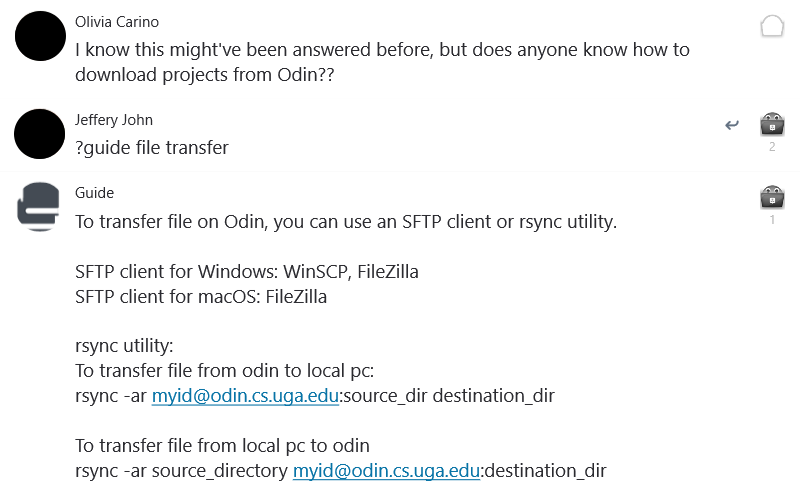 Olivia Carino
I know this might've been answered before, but does anyone know how to
download projects from Odin??
Jeffery John
?guide file transfer
2
Guide
1
To transfer file on Odin, you can use an SFTP client or rsync utility.
SFTP client for Windows: WinSCP, FileZilla
SFTP client for macOS: FileZilla
rsync utility:
To transfer file from odin to local pc:
rsync -ar myid@odin.cs.uga.edu:source_dir destination_dir
To transfer file from local pc to odin
rsync -ar source_directory myid@odin.cs.uga.edu:destination_dir